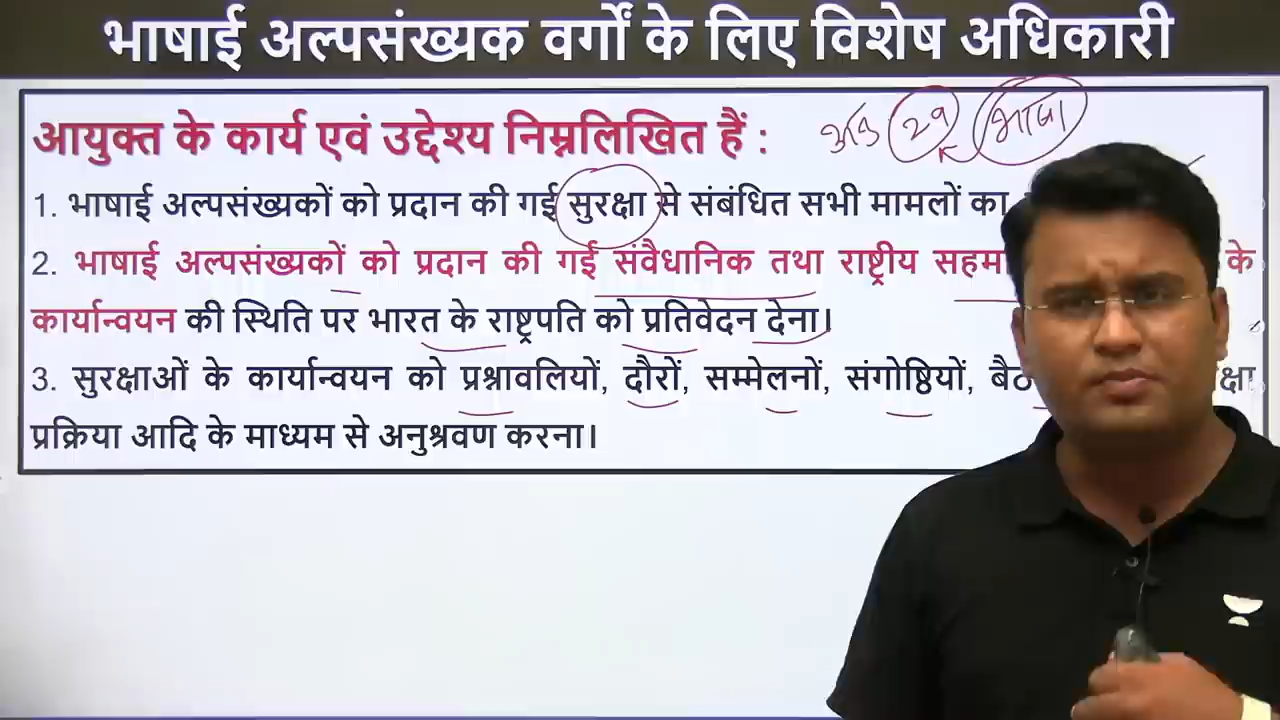 भाषाई अल्पसंख्यक वर्गों के लिए विशेष अधिकारी
आयुक्त के कार्य एवं उद्देश्य निम्नलिखित हैं :
29 भाषा
1. भाषाई अल्पसंख्यकों को प्रदान की गई सुरक्षा से संबंधित सभी मामलों का
2. भाषाई अल्पसंख्यकों को प्रदान की गई संवैधानिक तथा राष्ट्रीय के
कार्यान्वयन की स्थिति पर भारत के राष्ट्रपति को प्रतिवेदन देना।
3. सुरक्षाओं के कार्यान्वयन को प्रश्नावलियों, दौरों, सम्मेलनों, संगोष्ठियों,
प्रक्रिया आदि के माध्यम से अनुश्रवण करना।